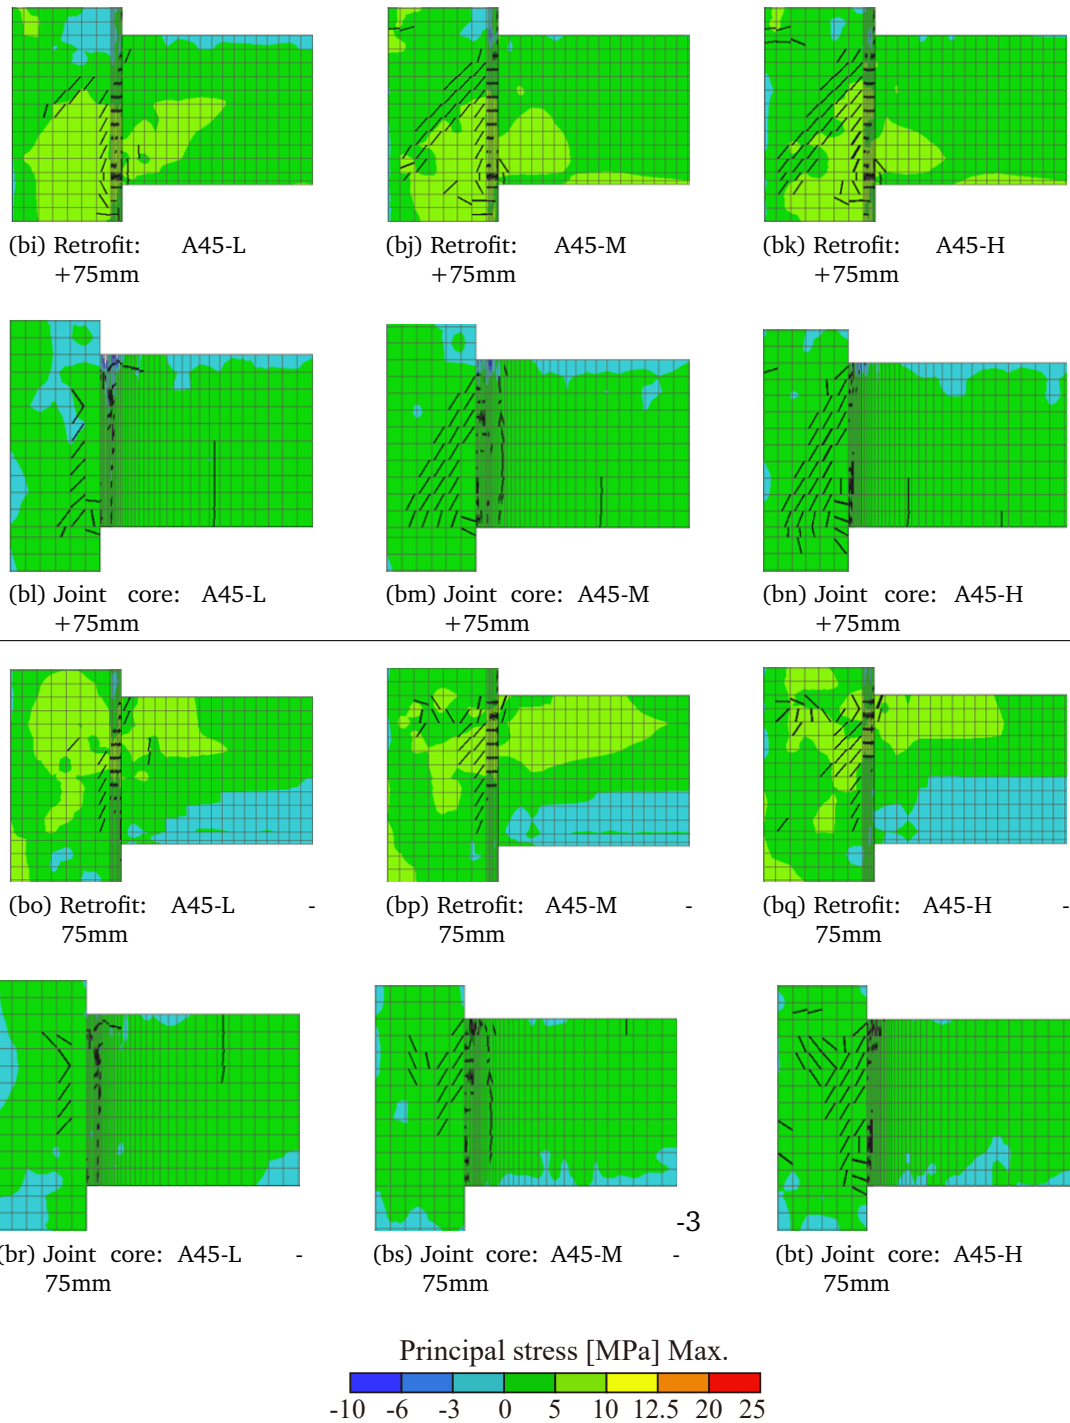 (bi) Retrofit: A45-L
+75mm
(bj) Retrofit: A45-M
+75mm
(bk) Retrofit: A45-H
+75mm
(bl) Joint core: A45-L
+75mm
(bm) Joint core: A45-M
+75mm
(bn) Joint core: A45-H
+75mm
(bo) Retrofit: A45-L -
75mm
(bp) Retrofit: A45-M -
75mm
(bq) Retrofit: A45-H -
75mm
-3
(br) Joint core: A45-L -
75mm
(bs) Joint core: A45-M -
75mm
(bt) Joint core: A45-H
75mm
Principal stress [MPa] Max.
-10 -6 -3 0 5 10 12.5 20 25